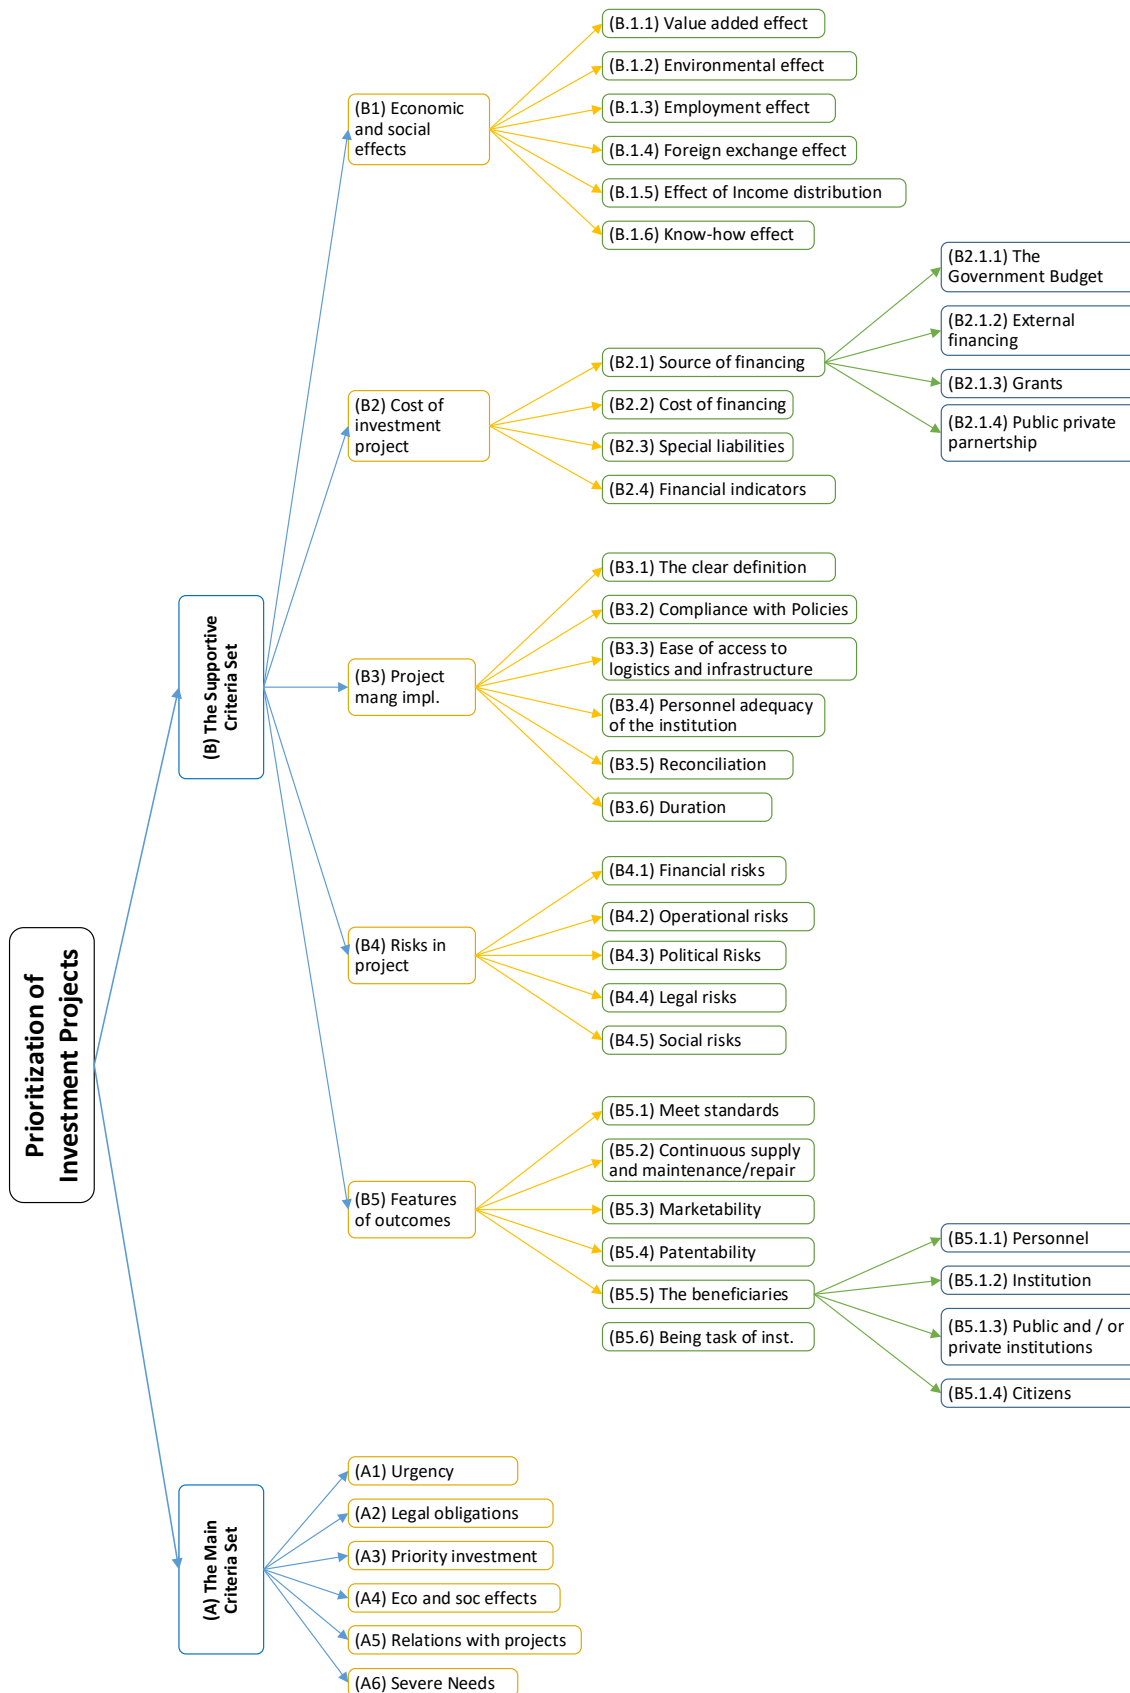 Prioritization of
Investment Projects
(B) The Supportive
Criteria Set
(B1) Economic
and social
effects
(B.1.1) Value added effect
(B.1.2) Environmental effect
(B.1.3) Employment effect
(B.1.4) Foreign exchange effect
(B.1.5) Effect of Income distribution
(B.1.6) Know-how effect
(B2) Cost of
investment
project
(B2.1) Source of financing
(B2.1.1) The
Government Budget
(B2.1.2) External
financing
(B2.1.3) Grants
(B2.1.4) Public private
parnertship
(B2.2) Cost of financing
(B2.3) Special liabilities
(B2.4) Financial indicators
(B3) Project
mang impl.
(B3.1) The clear definition
(B3.2) Compliance with Policies
(B3.3) Ease of access to
logistics and infrastructure
(B3.4) Personnel adequacy
of the institution
(B3.5) Reconciliation
(B3.6) Duration
(B4) Risks in
project
(B4.1) Financial risks
(B4.2) Operational risks
(B4.3) Political Risks
(B4.4) Legal risks
(B4.5) Social risks
(B5) Features
of outcomes
(B5.1) Meet standards
(B5.2) Continuous supply
and maintenance/repair
(B5.3) Marketability
(B5.4) Patentability
(B5.5) The beneficiaries
(B5.1.1) Personnel
(B5.1.2) Institution
(B5.1.3) Public and / or
private institutions
(B5.1.4) Citizens
(B5.6) Being task of inst.
(A) The Main
Criteria Set
(A1) Urgency
(A2) Legal obligations
(A3) Priority investment
(A4) Eco and soc effects
(A5) Relations with projects
(A6) Severe Needs